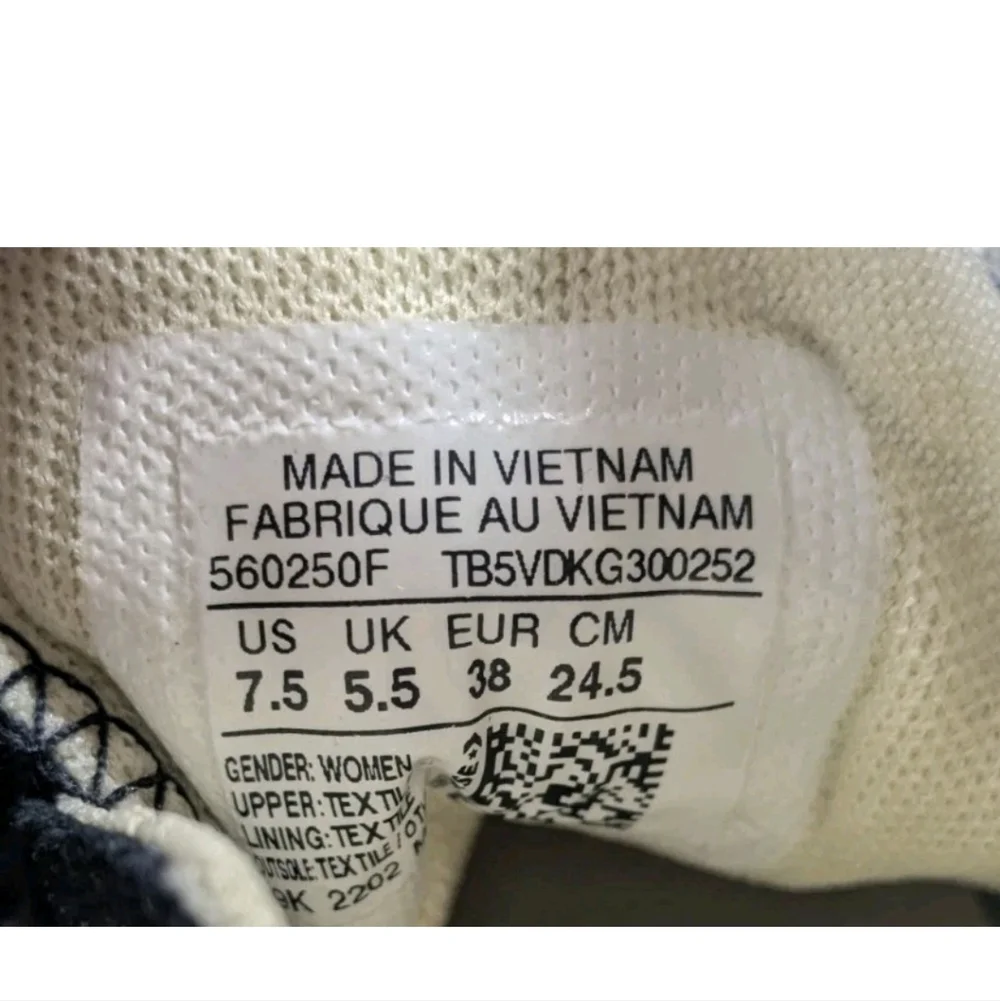 MADE IN VIETNAM
FABRIQUE AU VIETNAM
560250F TB5VDKG300252
US UK EUR CM
7.5 5.5 38 24.5
GENDER: WOMEN
UPPER: TEXTILE
LINING: TEXTILE
TEXTILE /
2202